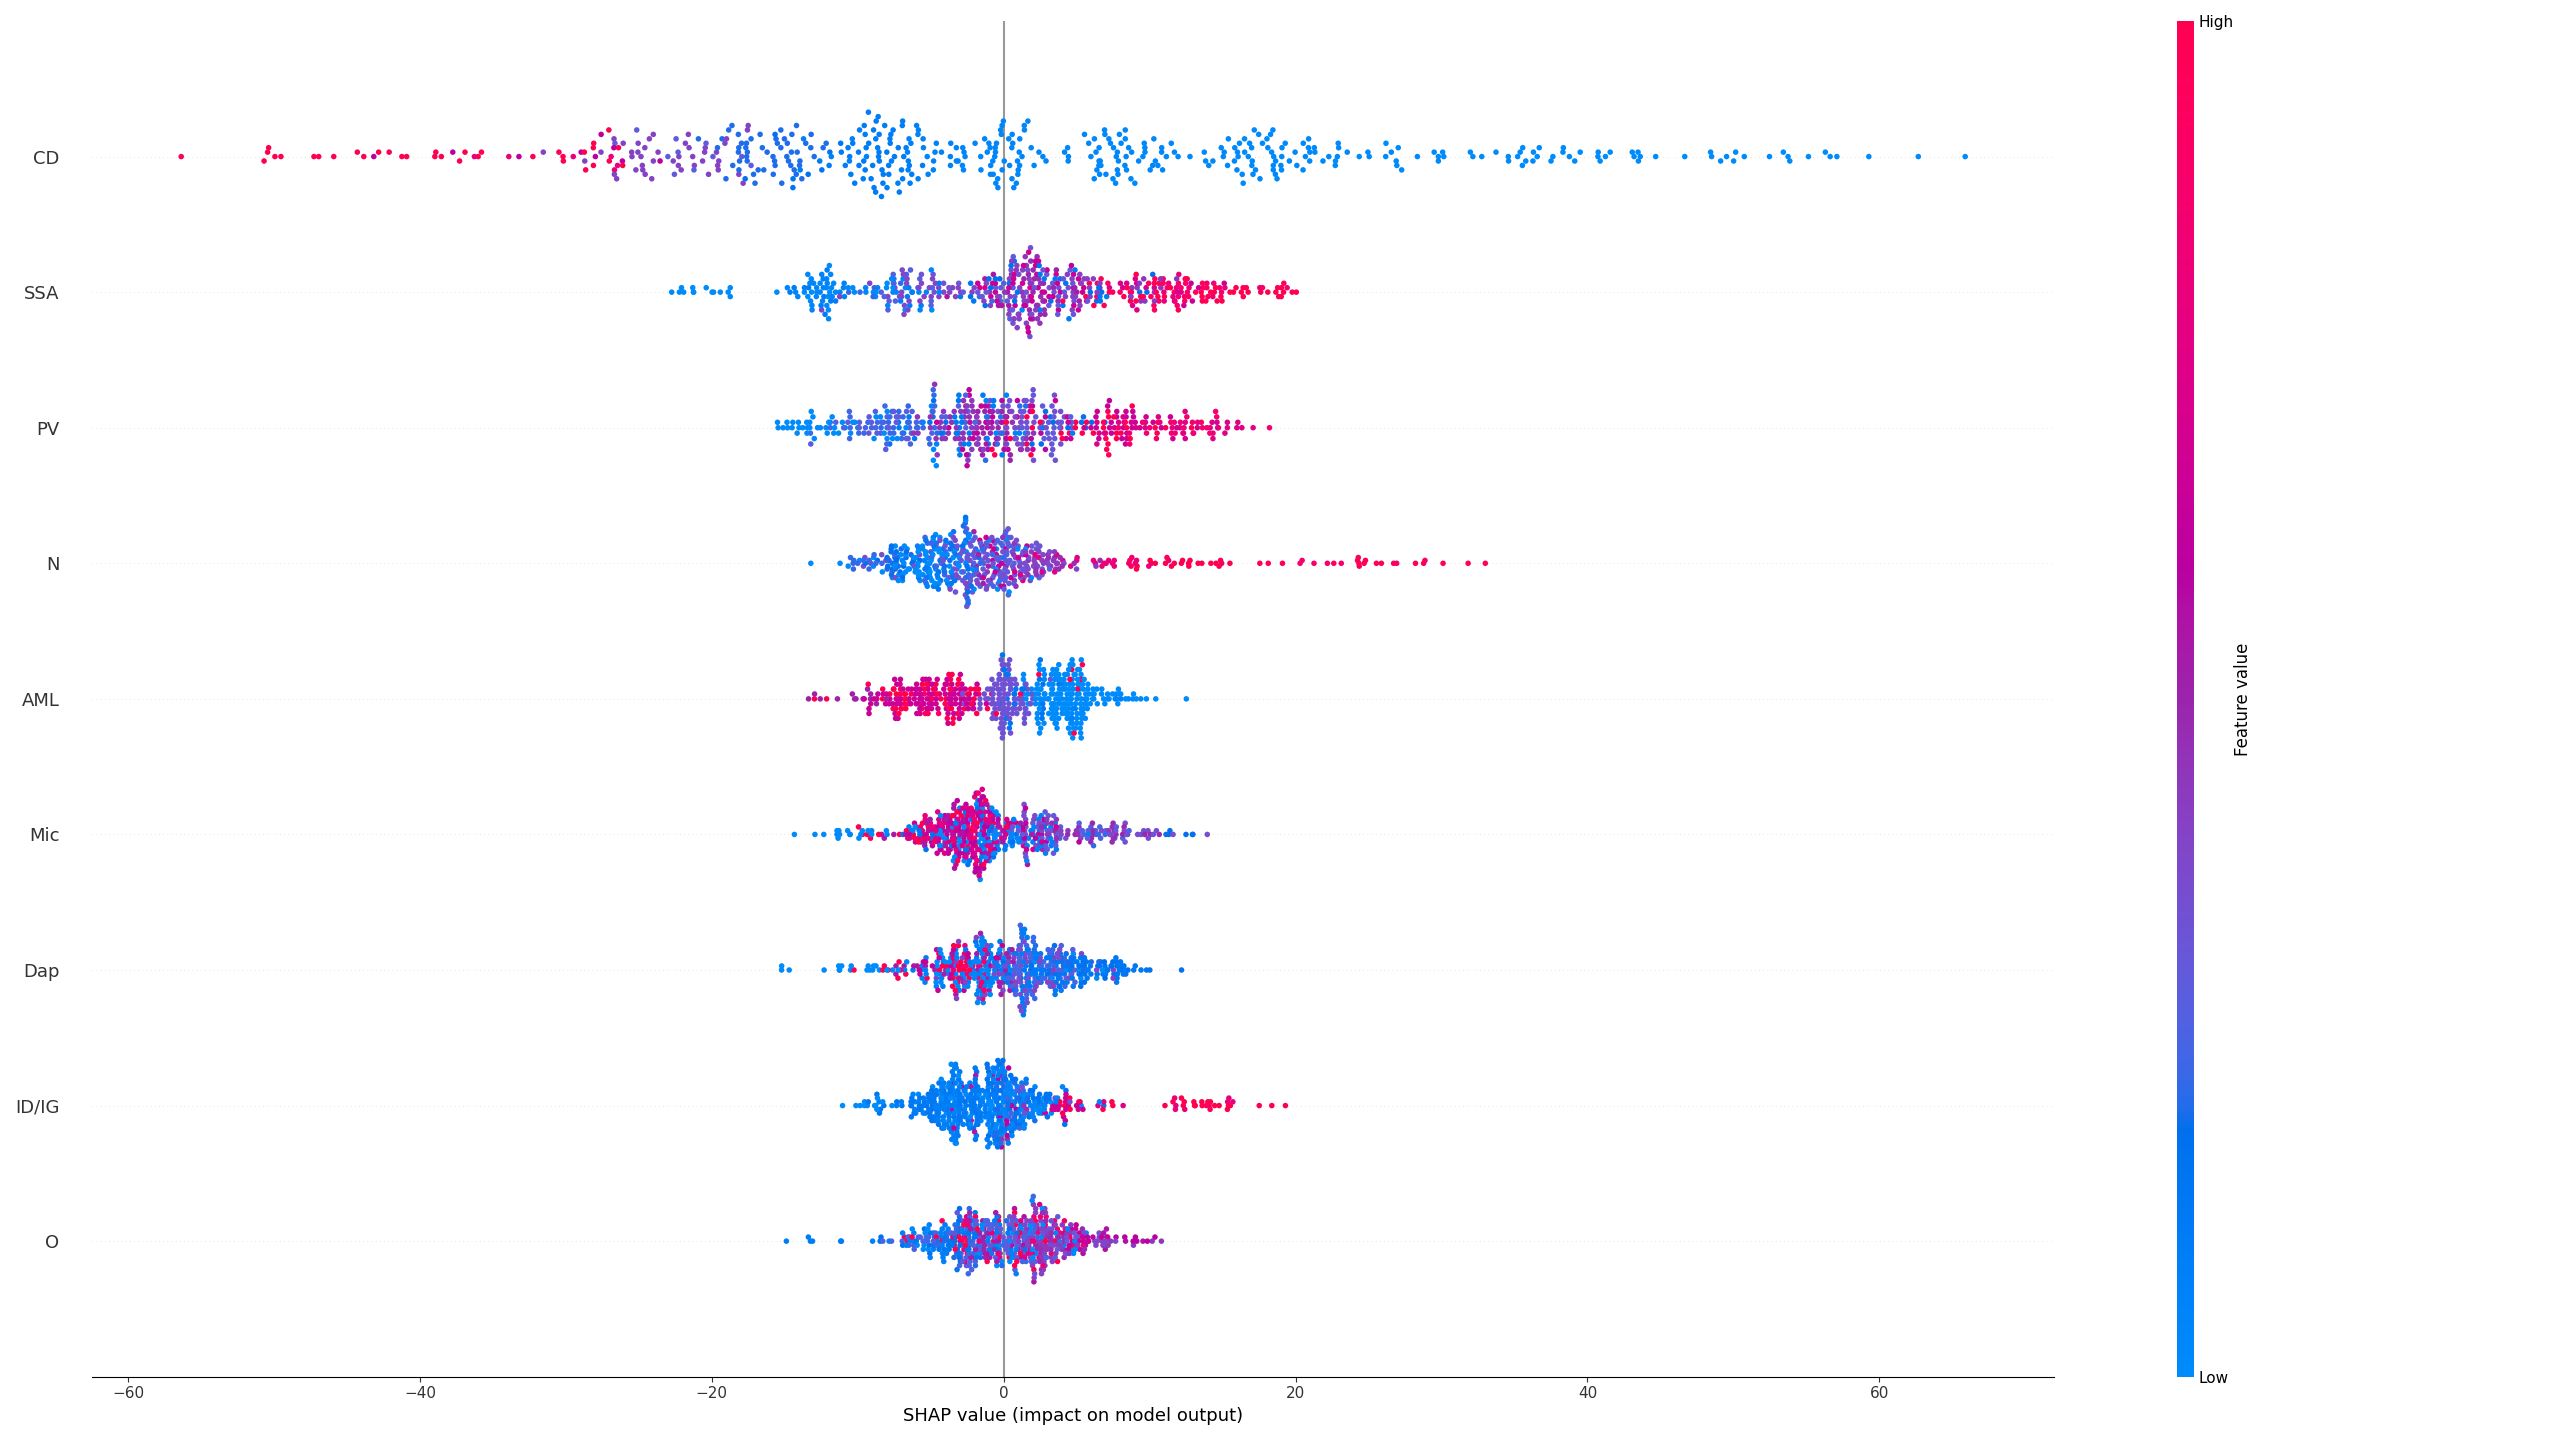 High
CD
SSA
PV
N
AML
Feature value
Mic
Dap
ID/IG
O
Low
−60 −40 −20 0 20 40 60
SHAP value (impact on model output)